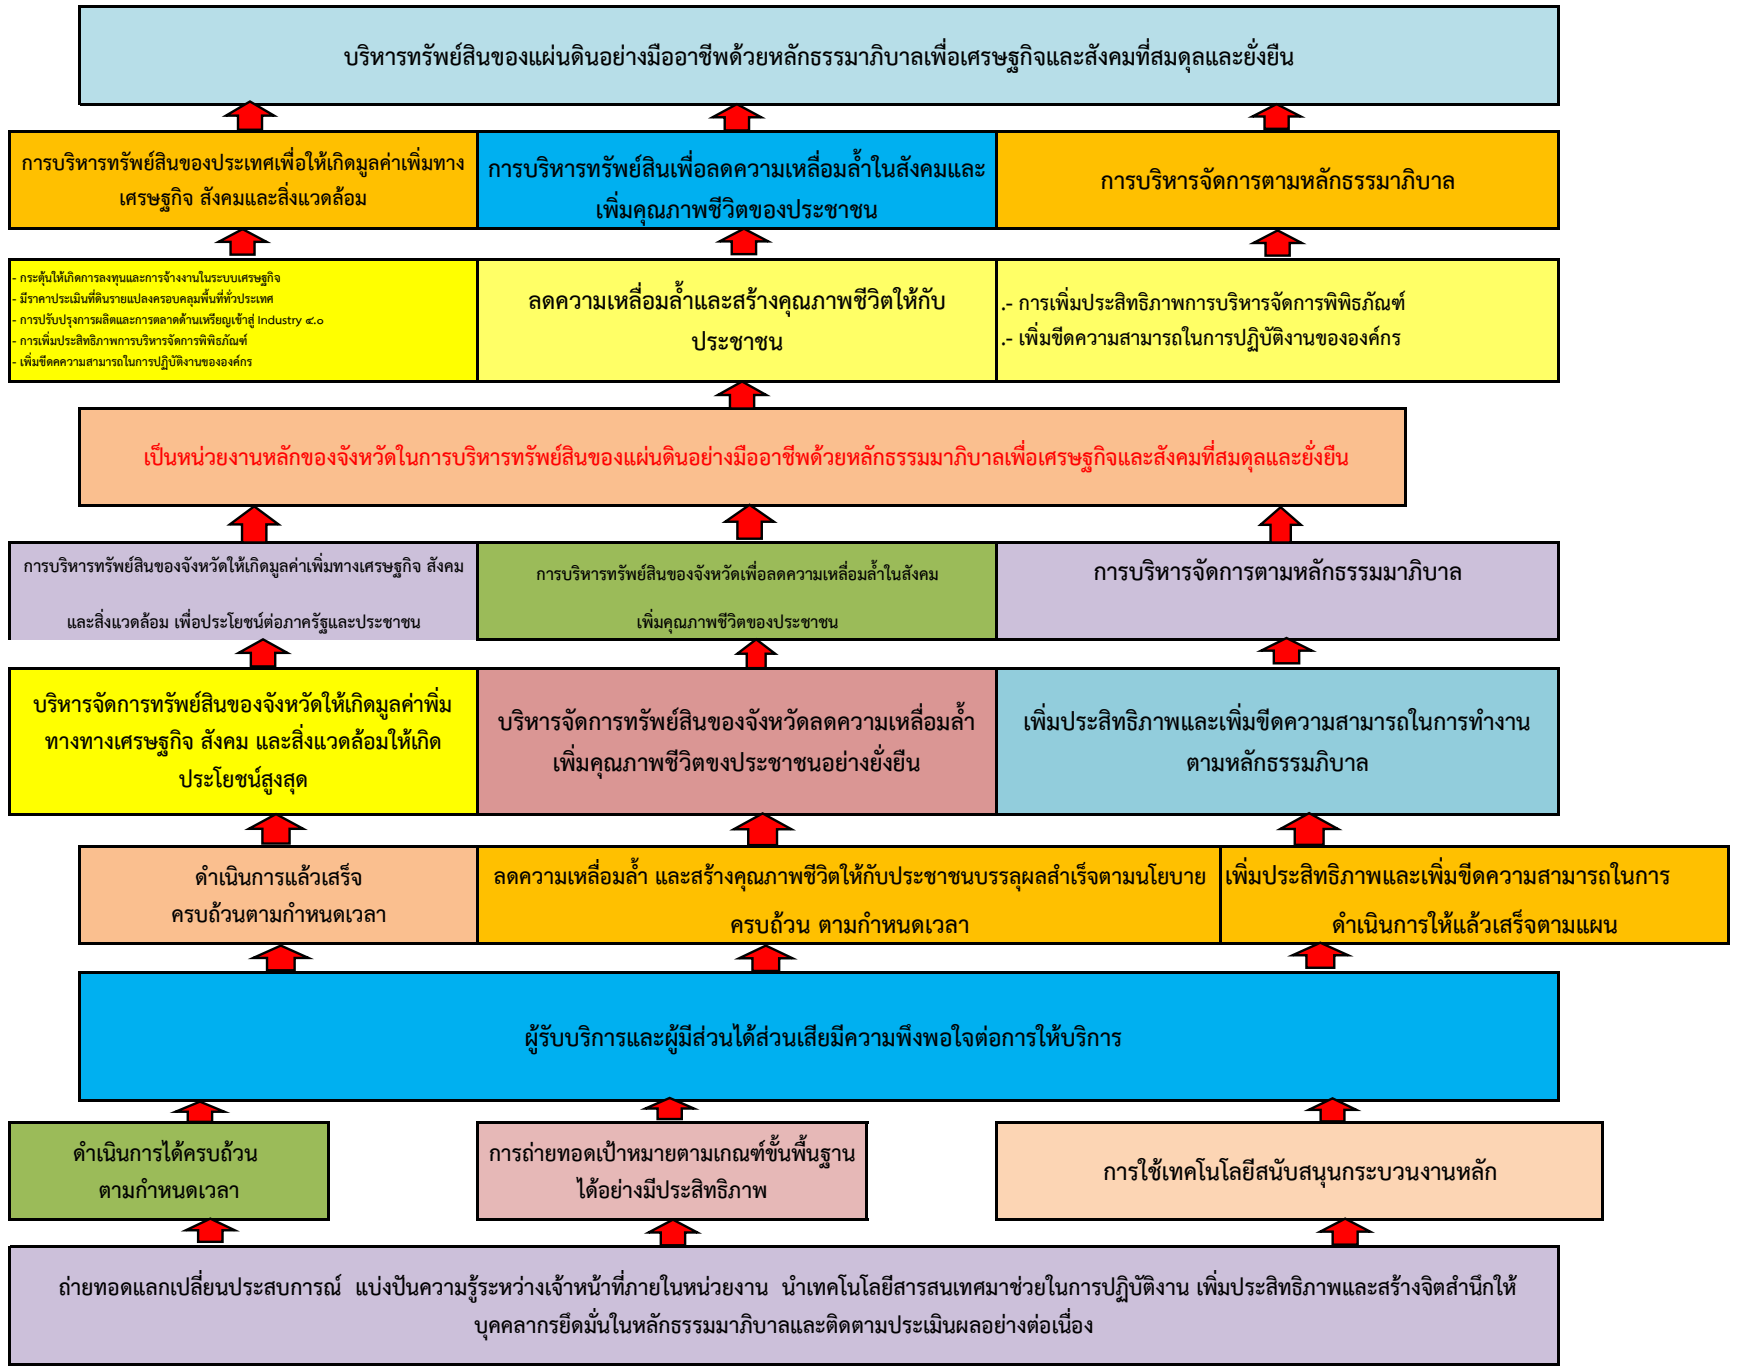 บริหารทรัพย์สินของแผ่นดินอย่างมืออาชีพด้วยหลักธรรมาภิบาลเพื่อเศรษฐกิจและสังคมที่สมดุลและยั่งยืน
การบริหารทรัพย์สินของประเทศเพื่อให้เกิดมูลค่าเพิ่มทาง
เศรษฐกิจ สังคมและสิ่งแวดล้อม
การบริหารทรัพย์สินเพื่อลดความเหลื่อมล้ำในสังคมและ
เพิ่มคุณภาพชีวิตของประชาชน
การบริหารจัดการตามหลักธรรมาภิบาล
- กระตุ้นให้เกิดการลงทุนและการจ้างงานในระบบเศรษฐกิจ
- มีราคาประเมินที่ดินรายแปลงครอบคลุมพื้นที่ทั่วประเทศ
- การปรับปรุงการผลิตและการตลาดด้านเหรียญเข้าสู่ Industry ๔.๐
- การเพิ่มประสิทธิภาพการบริหารจัดการพิพิธภัณฑ์
- เพิ่มขีดคความสามารถในการปฏิบัติงานขององค์กร
ลดความเหลื่อมล้ำและสร้างคุณภาพชีวิตให้กับ
ประชาชน
.- การเพิ่มประสิทธิภาพการบริหารจัดการพิพิธภัณฑ์
.- เพิ่มขีดความสามารถในการปฏิบัติงานขององค์กร
เป็นหน่วยงานหลักของจังหวัดในการบริหารทรัพย์สินของแผ่นดินอย่างมืออาชีพด้วยหลักธรรมมาภิบาลเพื่อเศรษฐกิจและสังคมที่สมดุลและยั่งยืน
การบริหารทรัพย์สินของจังหวัดให้เกิดมูลค่าเพิ่มทางเศรษฐกิจ สังคม
และสิ่งแวดล้อม เพื่อประโยชน์ต่อภาครัฐและประชาชน
การบริหารทรัพย์สินของจังหวัดเพื่อลดความเหลื่อมล้ำในสังคม
เพิ่มคุณภาพชีวิตของประชาชน
การบริหารจัดการตามหลักธรรมมาภิบาล
บริหารจัดการทรัพย์สินของจังหวัดให้เกิดมูลค่าพิ่ม
ทางทางเศรษฐกิจ สังคม และสิ่งแวดล้อมให้เกิด
ประโยชน์สูงสุด
บริหารจัดการทรัพย์สินของจังหวัดลดความเหลื่อมล้ำ
เพิ่มคุณภาพชีวิตขงประชาชนอย่างยั่งยืน
เพิ่มประสิทธิภาพและเพิ่มขีดความสามารถในการทำงาน
ตามหลักธรรมภิบาล
ดำเนินการแล้วเสร็จ
ครบถ้วนตามกำหนดเวลา
ลดความเหลื่อมล้ำ และสร้างคุณภาพชีวิตให้กับประชาชนบรรลุผลสำเร็จตามนโยบาย
ครบถ้วน ตามกำหนดเวลา
เพิ่มประสิทธิภาพและเพิ่มขีดความสามารถในการ
ดำเนินการให้แล้วเสร็จตามแผน
ผู้รับบริการและผู้มีส่วนได้ส่วนเสียมีความพึงพอใจต่อการให้บริการ
ดำเนินการได้ครบถ้วน
ตามกำหนดเวลา
การถ่ายทอดเป้าหมายตามเกณฑ์ขั้นพื้นฐาน
ได้อย่างมีประสิทธิภาพ
การใช้เทคโนโลยีสนับสนุนกระบวนงานหลัก
ถ่ายทอดแลกเปลี่ยนประสบการณ์ แบ่งปันความรู้ระหว่างเจ้าหน้าที่ภายในหน่วยงาน นำเทคโนโลยีสารสนเทศมาช่วยในการปฏิบัติงาน เพิ่มประสิทธิภาพและสร้างจิตสำนึกให้
บุคคลากรยึดมั่นในหลักธรรมมาภิบาลและติดตามประเมินผลอย่างต่อเนื่อง